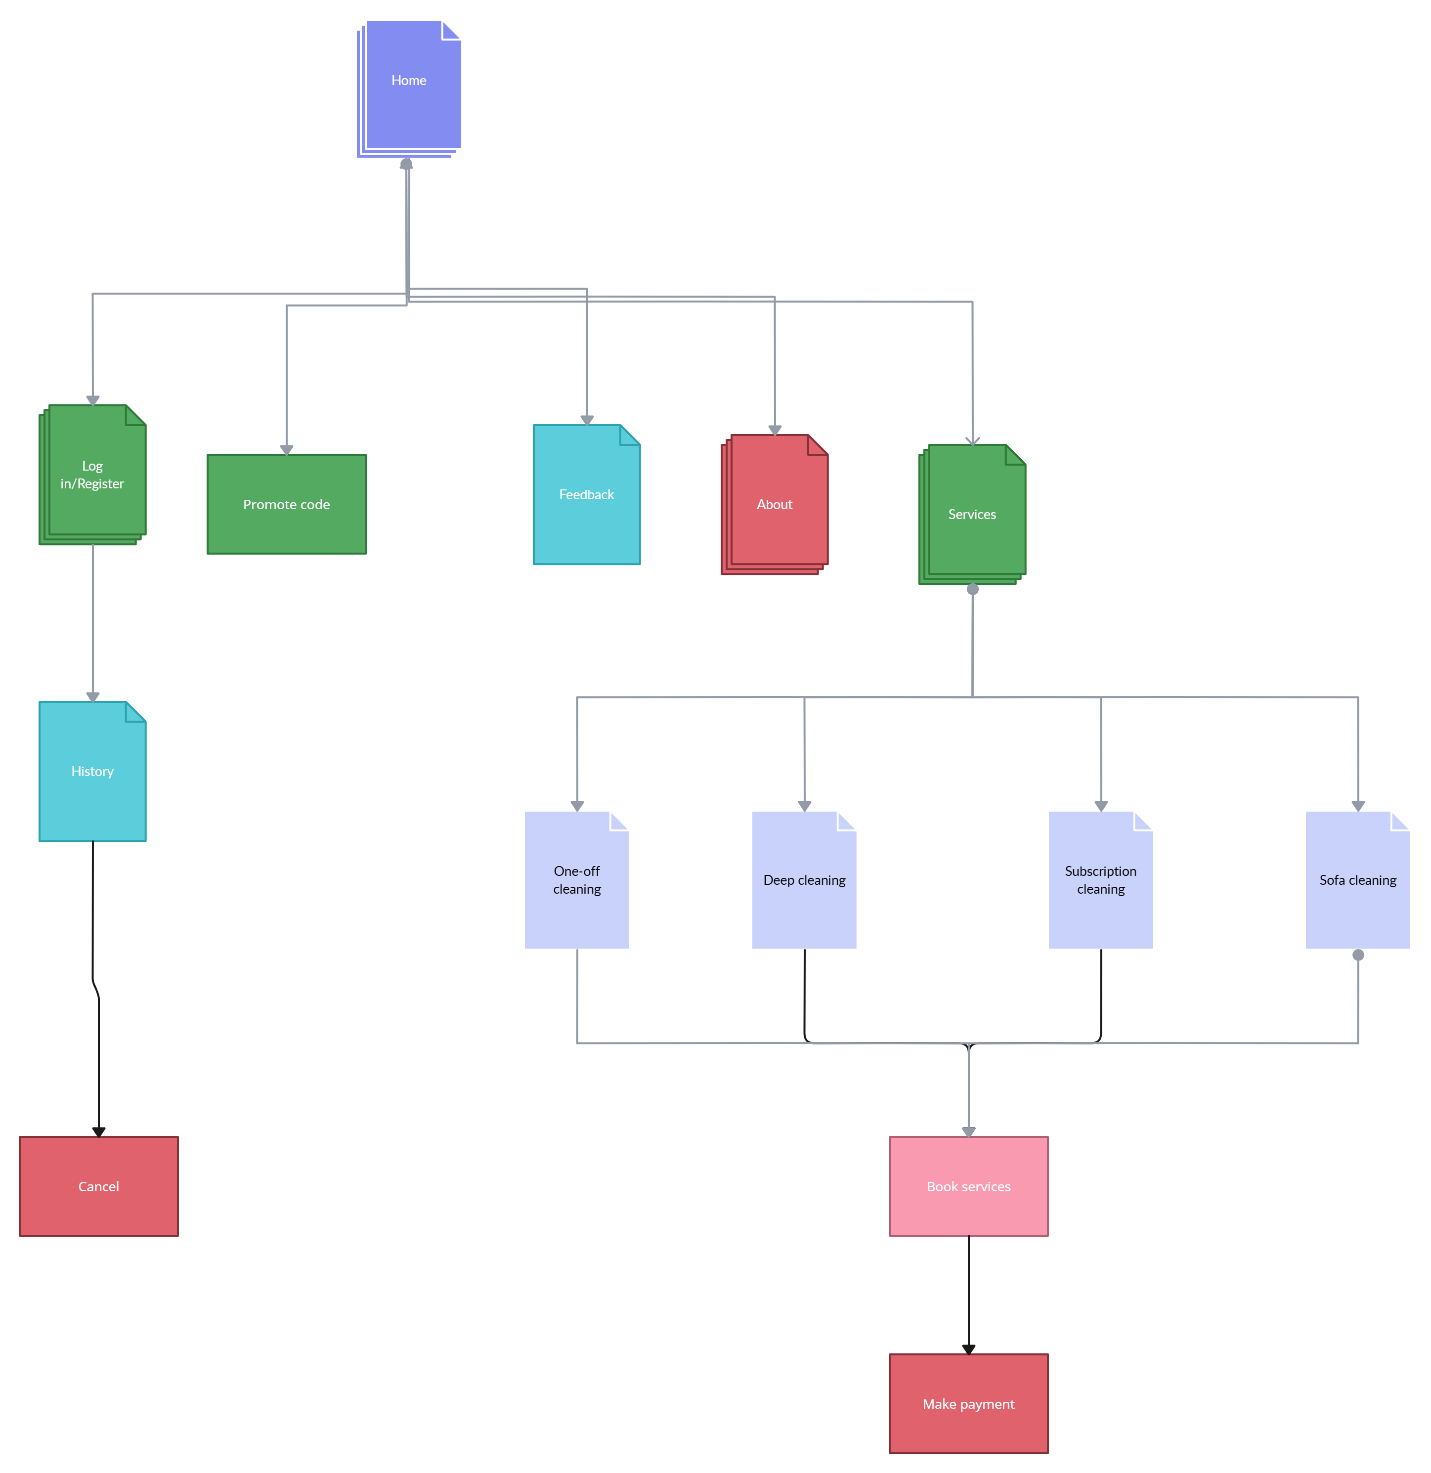 Home
Log
in/Register
Promote code
Feedback
About
Services
History
One-off
cleaning
Deep cleaning
Subscription
cleaning
Sofa cleaning
Cancel
Book services
Make payment